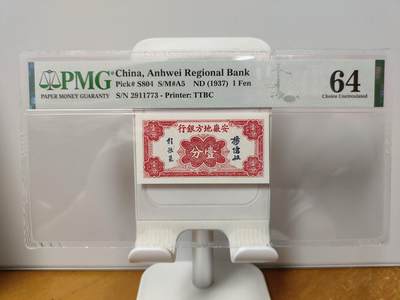 PMG
PAPER MONEY GUARANTY
China, Anhwei Regional Bank
Pick# S804 S/M#A5 ND (1937) 1 Fen
S/N 2911773 - Printer: TTBC
64
Choice Uncirculated
行銀方地徽安
分壹